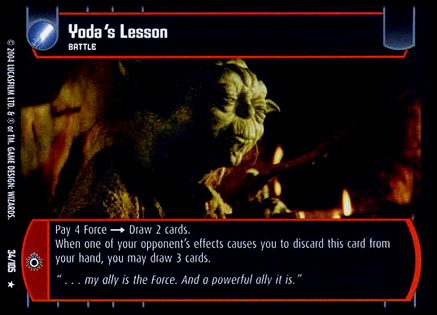 Yoda's Lesson
BATTLE
Pay 4 Force → Draw 2 cards.
When one of your opponent's effects causes you to discard this card from
your hand, you may draw 3 cards.
" . . . my ally is the Force. And a powerful ally it is."
© 2004 LUCASFILM LTD. & ® or TM. GAME DESIGN: WIZARDS.
34/105